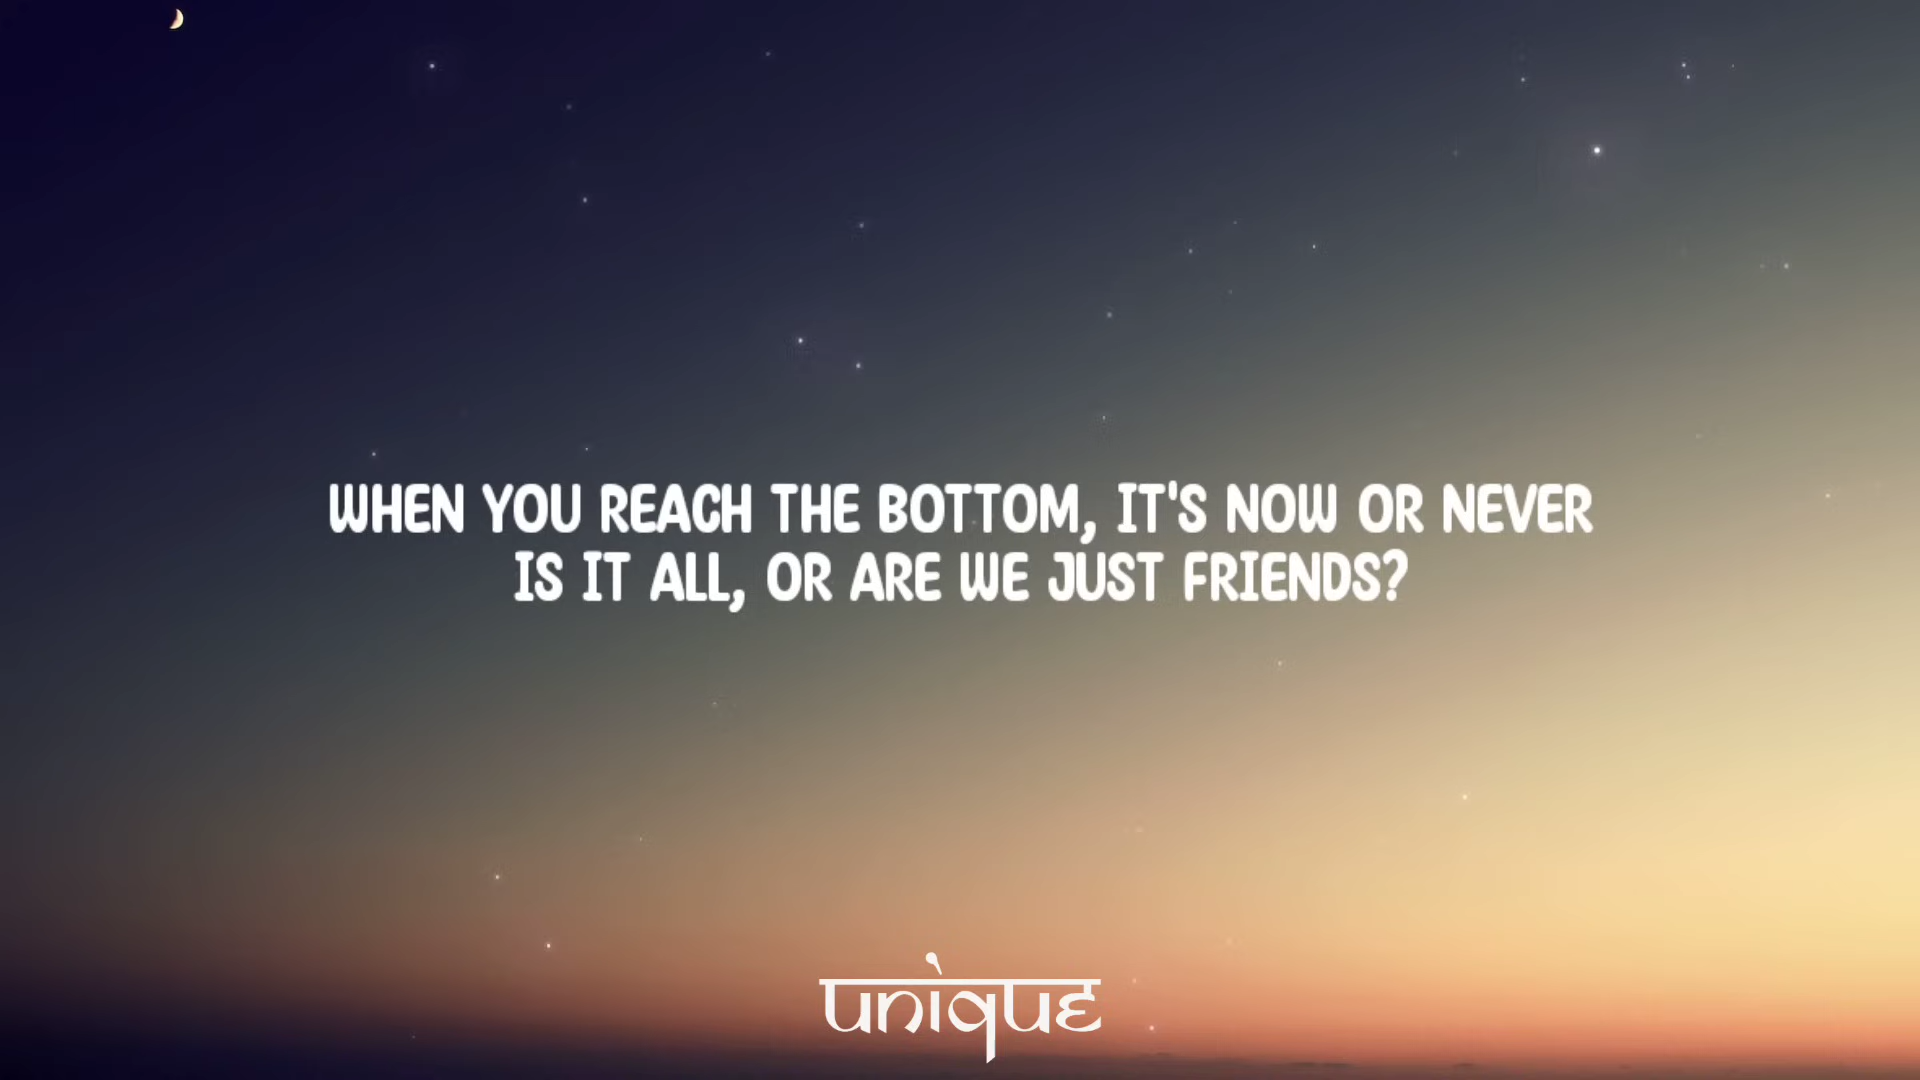 WHEN YOU REACH THE BOTTOM, IT'S NOW OR NEVER
IS IT ALL, OR ARE WE JUST FRIENDS?
unique